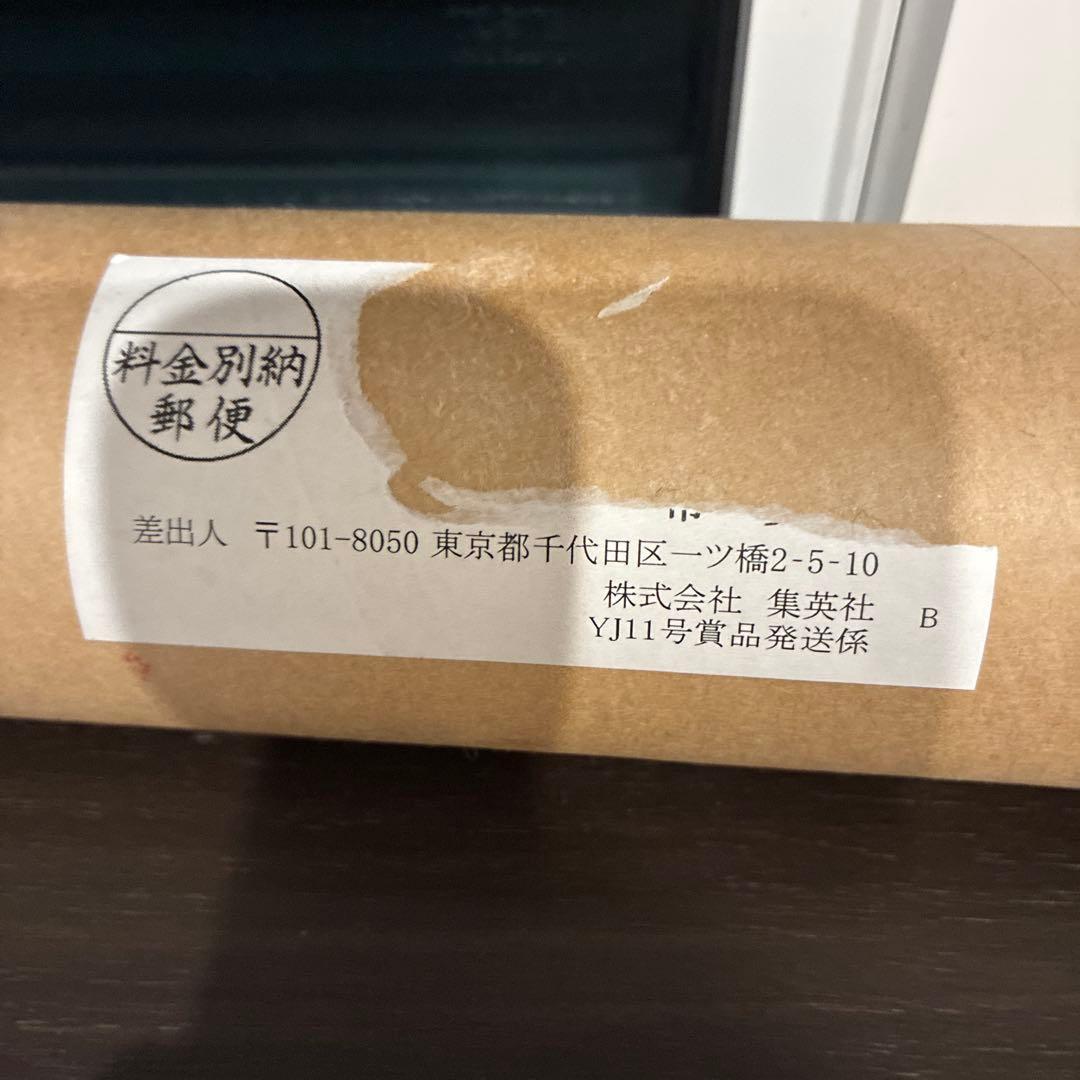 料金別納
郵便
差出人 〒101-8050 東京都千代田区一ツ橋2-5-10
株式会社 集英社 B
YJ11号賞品発送係